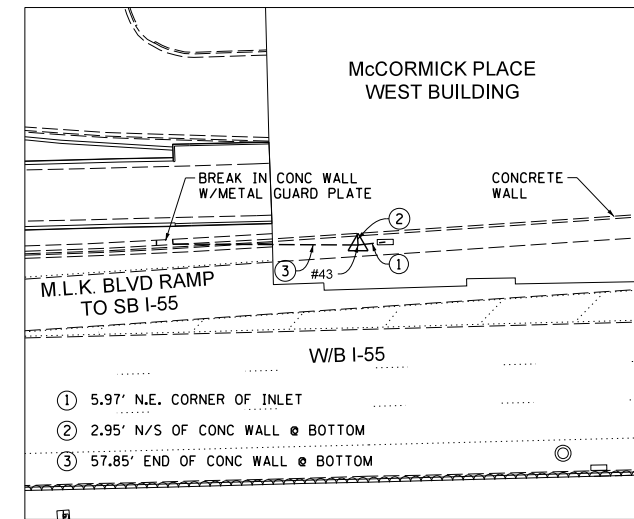 McCORMICK PLACE
WEST BUILDING
BREAK IN CONC WALL
W/METAL GUARD PLATE
CONCRETE
WALL
2
3
#43
1
M.L.K. BLVD RAMP
TO SB I-55
W/B I-55
1 5.97' N.E. CORNER OF INLET
2 2.95' N/S OF CONC WALL @ BOTTOM
3 57.85' END OF CONC WALL @ BOTTOM